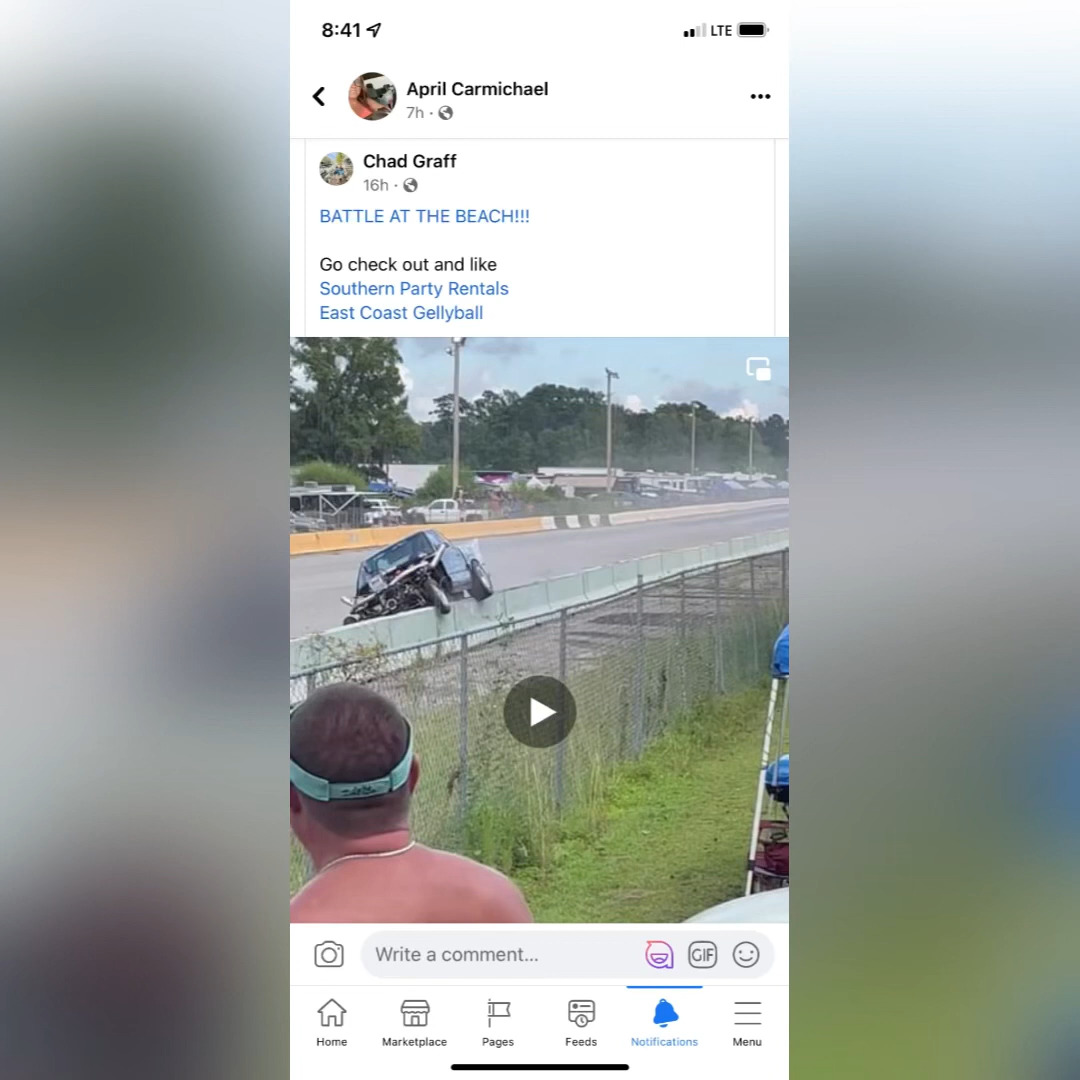 8:41
LTE
April Carmichael
7h ·
Chad Graff
16h ·
BATTLE AT THE BEACH!!!
Go check out and like
Southern Party Rentals
East Coast Gellyball
Write a comment...
GIF
Home
Marketplace
Pages
Feeds
Notifications
Menu